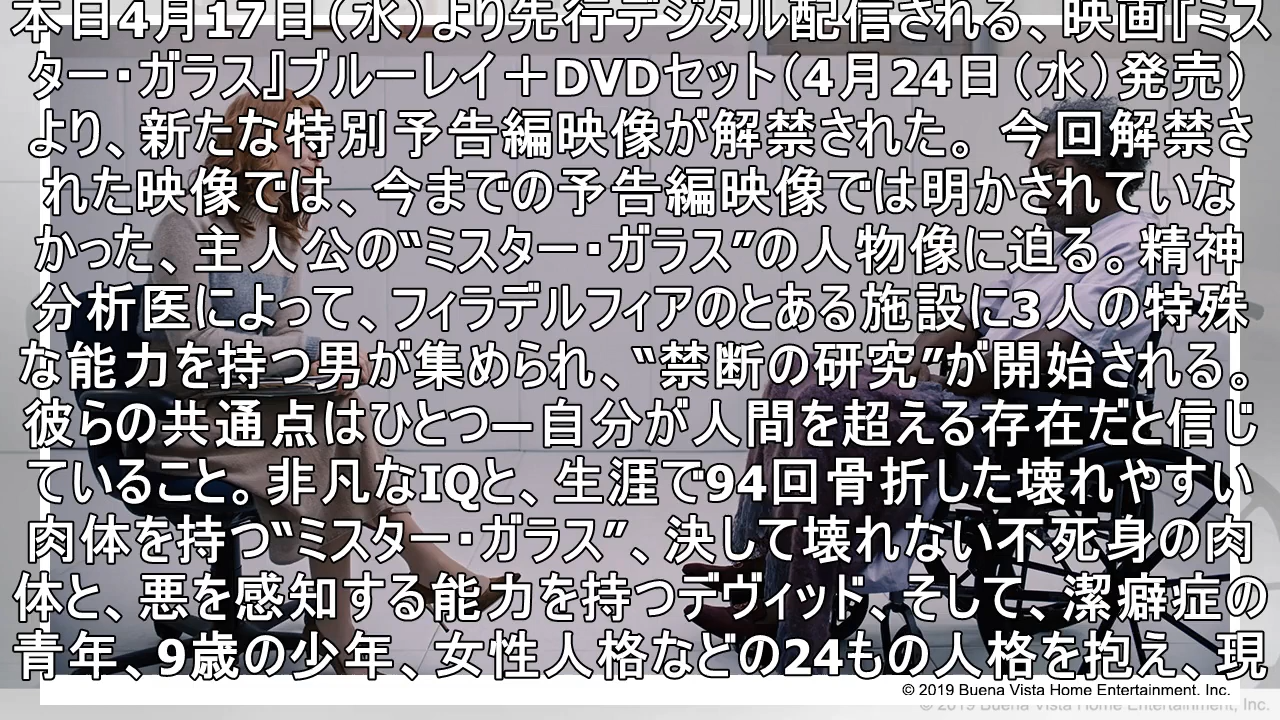 本日4月17日（水）より先行デジタル配信される、映画『ミス
ター・ガラス』ブルーレイ＋DVDセット（4月24日（水）発売）
より、新たな特別予告編映像が解禁された。 今回解禁さ
れた映像では、今までの予告編映像では明かされていな
かった、主人公の“ミスター・ガラス”の人物像に迫る。精神
分析医によって、フィラデルフィアのとある施設に3人の特殊
な能力を持つ男が集められ、“禁断の研究”が開始される。
彼らの共通点はひとつ―自分が人間を超える存在だと信じ
ていること。非凡なIQと、生涯で94回骨折した壊れやすい
肉体を持つ“ミスター・ガラス”、決して壊れない不死身の肉
体と、悪を感知する能力を持つデヴィッド、そして、潔癖症の
青年、9歳の少年、女性人格などの24もの人格を抱え、現
© 2019 Buena Vista Home Entertainment, Inc.
© 2019 Buena Vista Home Entertainment, Inc.